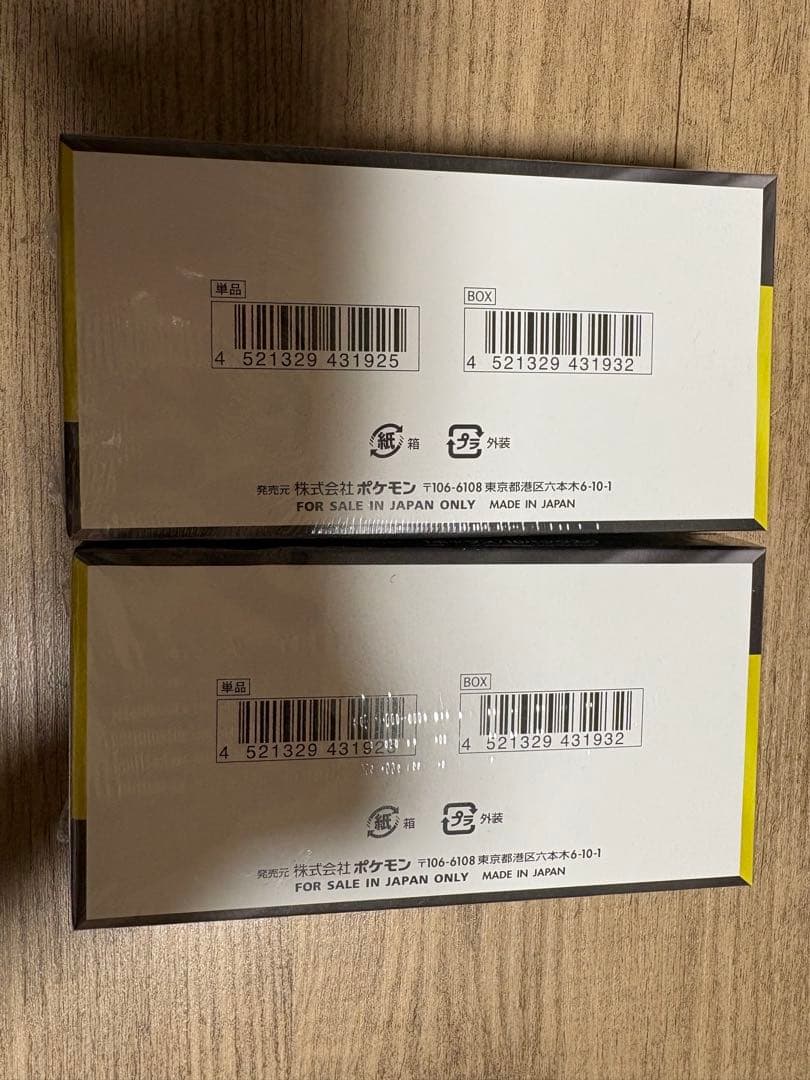 単品
BOX
4 521329 431925
4 521329 431932
紙 箱
プラ 外装
発売元 株式会社ポケモン 〒106-6108 東京都港区六本木6-10-1
FOR SALE IN JAPAN ONLY MADE IN JAPAN
単品
BOX
4 521329 431925
4 521329 431932
紙 箱
プラ 外装
発売元 株式会社ポケモン 〒106-6108 東京都港区六本木6-10-1
FOR SALE IN JAPAN ONLY MADE IN JAPAN